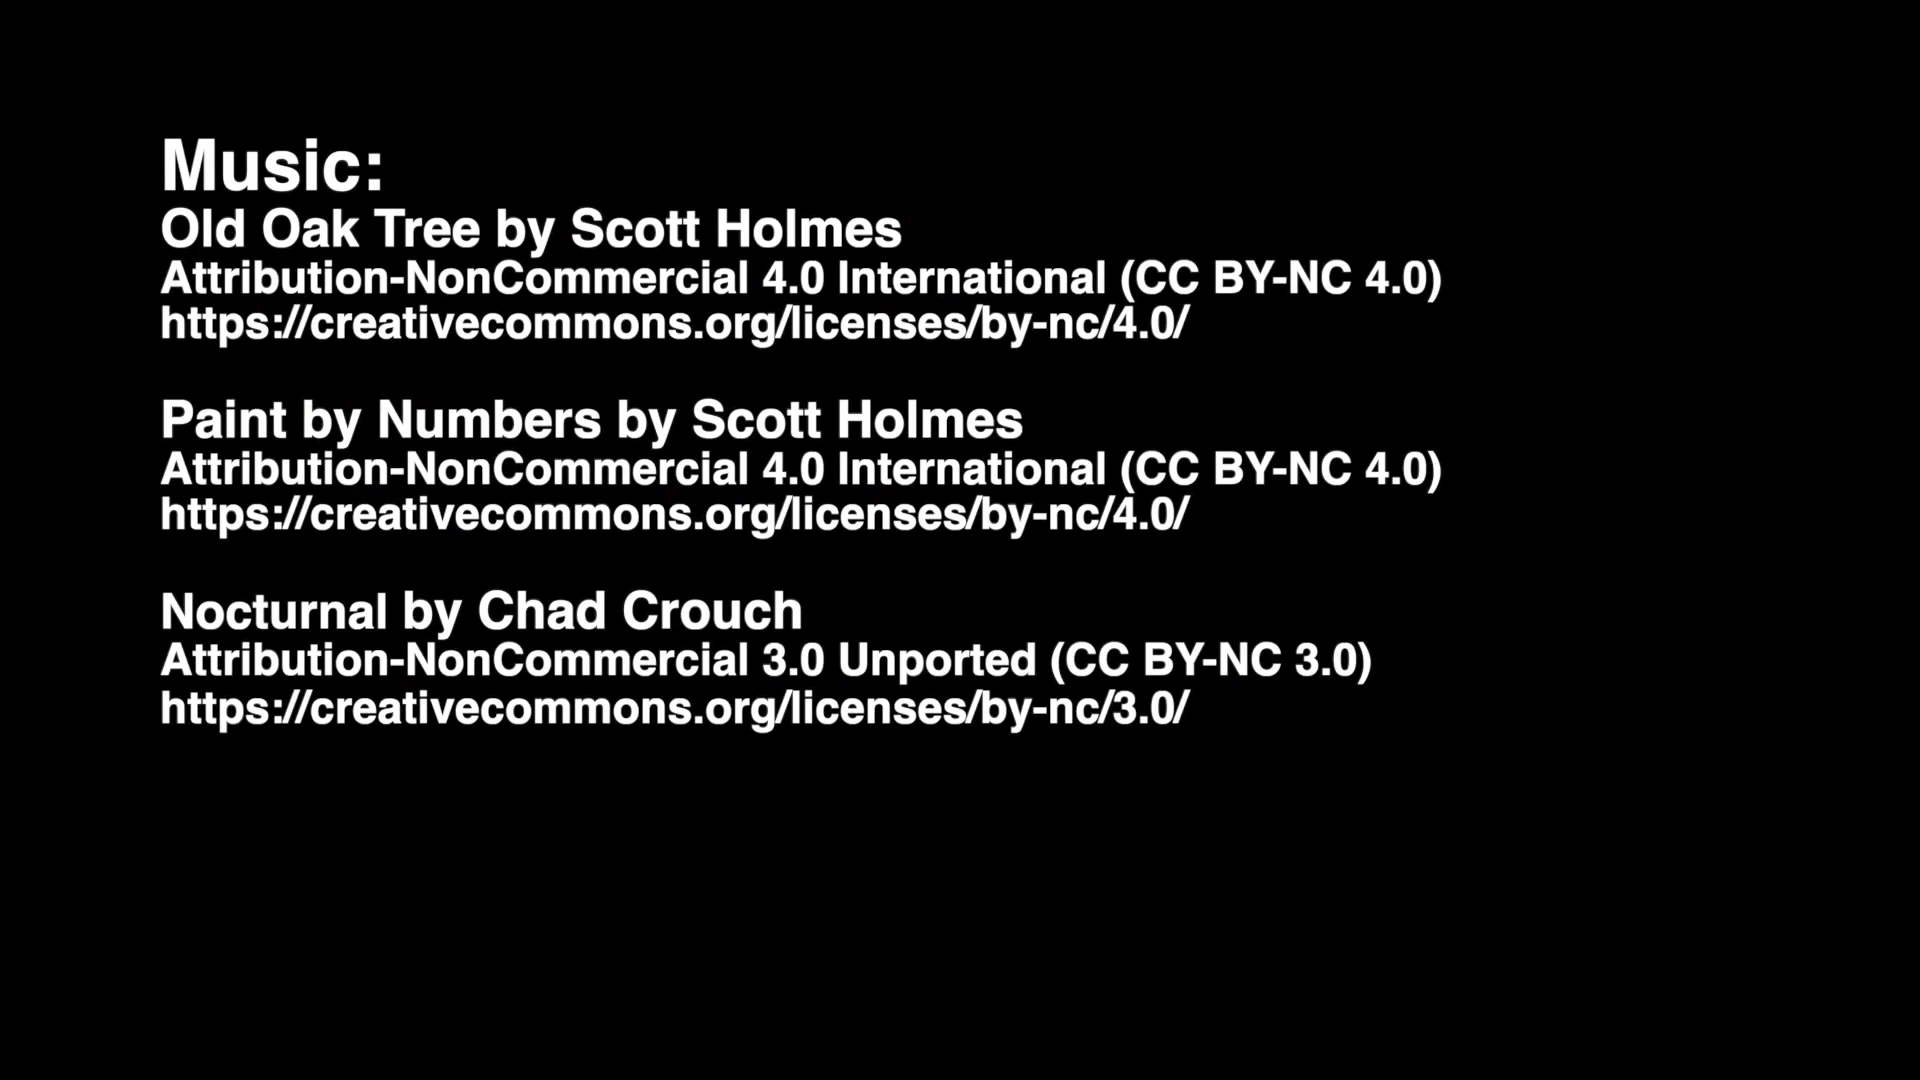 Music:
Old Oak Tree by Scott Holmes
Attribution-NonCommercial 4.0 International (CC BY-NC 4.0)
https://creativecommons.org/licenses/by-nc/4.0/
Paint by Numbers by Scott Holmes
Attribution-NonCommercial 4.0 International (CC BY-NC 4.0)
https://creativecommons.org/licenses/by-nc/4.0/
Nocturnal by Chad Crouch
Attribution-NonCommercial 3.0 Unported (CC BY-NC 3.0)
https://creativecommons.org/licenses/by-nc/3.0/